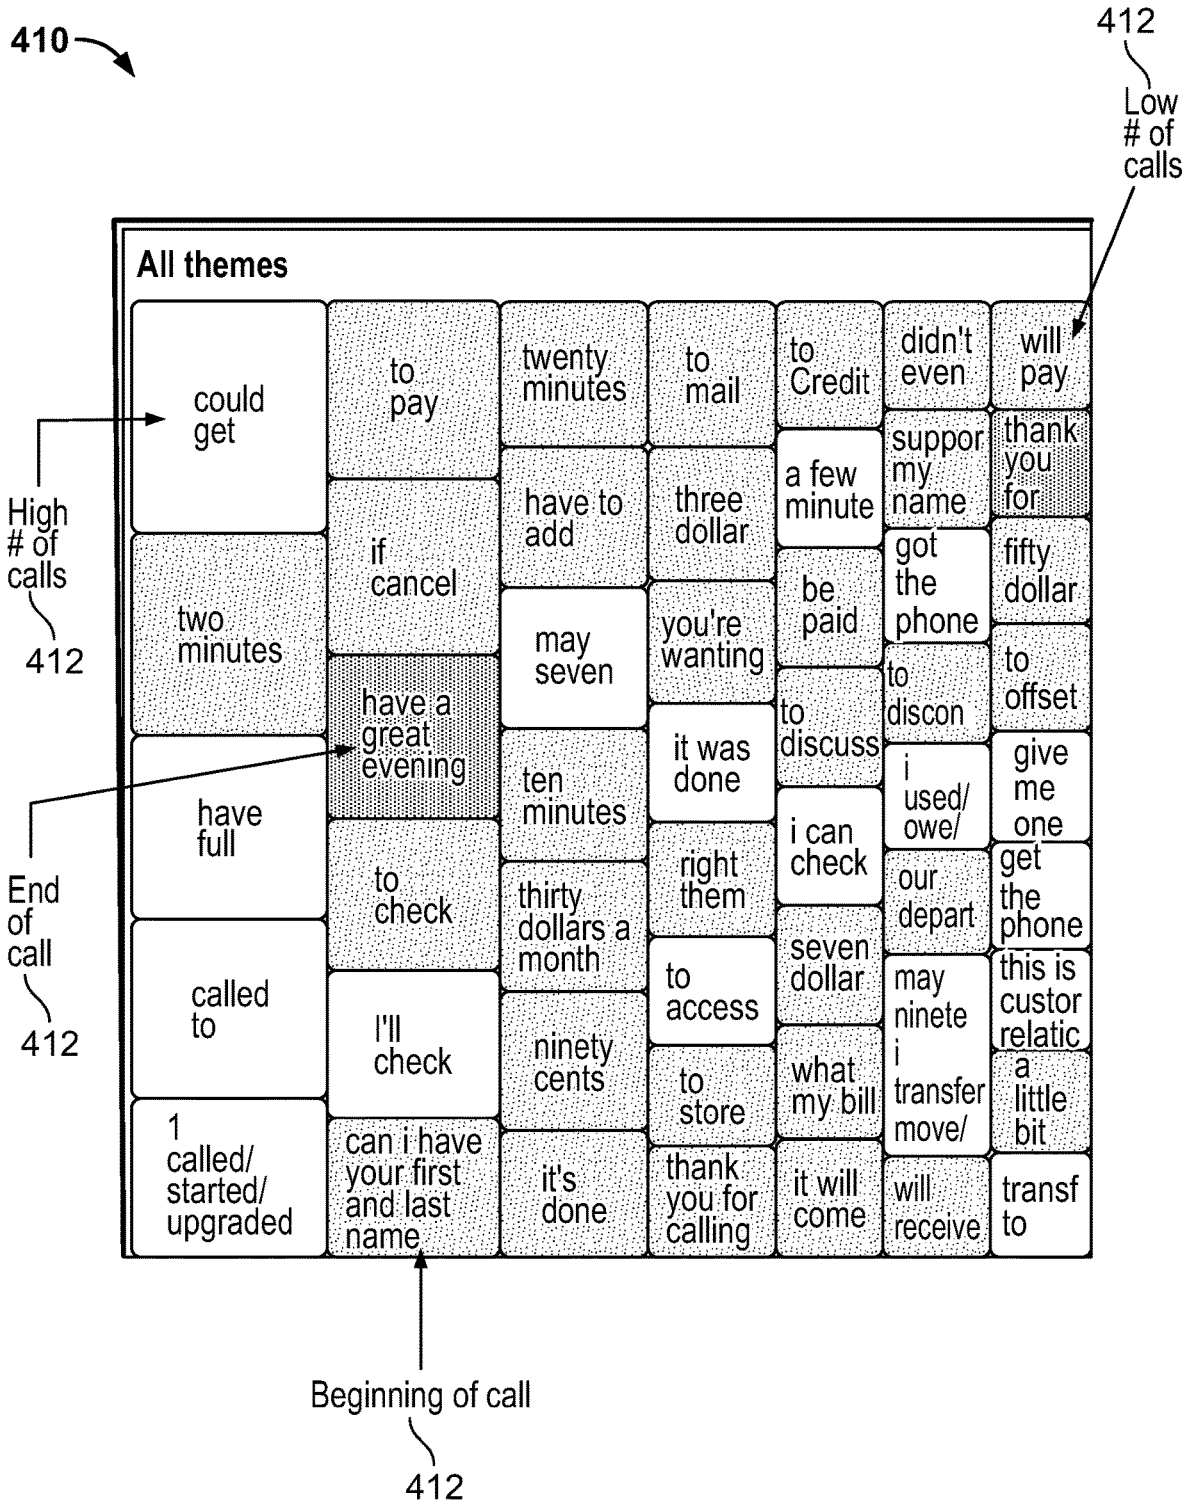 410
412
Low
# of
calls
All themes
could
get
two
minutes
have
full
called
to
1
called/
started/
upgraded
to
pay
if
cancel
have a
great
evening
to
check
I'll
check
can i have
your first
and last
name
twenty
minutes
have to
add
may
seven
ten
minutes
thirty
dollars a
month
ninety
cents
it's
done
to
mail
three
dollar
you're
wanting
it was
done
right
them
to
access
to
store
thank
you for
calling
to
Credit
a few
minute
be
paid
to
discuss
i can
check
seven
dollar
what
my bill
it will
come
didn't
even
suppor
my
name
got
the
phone
to
discon
i
used/
owe/
our
depart
may
ninete
i
transfer
move/
will
receive
will
pay
thank
you
for
fifty
dollar
to
offset
give
me
one
get
the
phone
this is
custor
relatic
a
little
bit
transf
to
High
# of
calls
412
End
of
call
412
Beginning of call
412